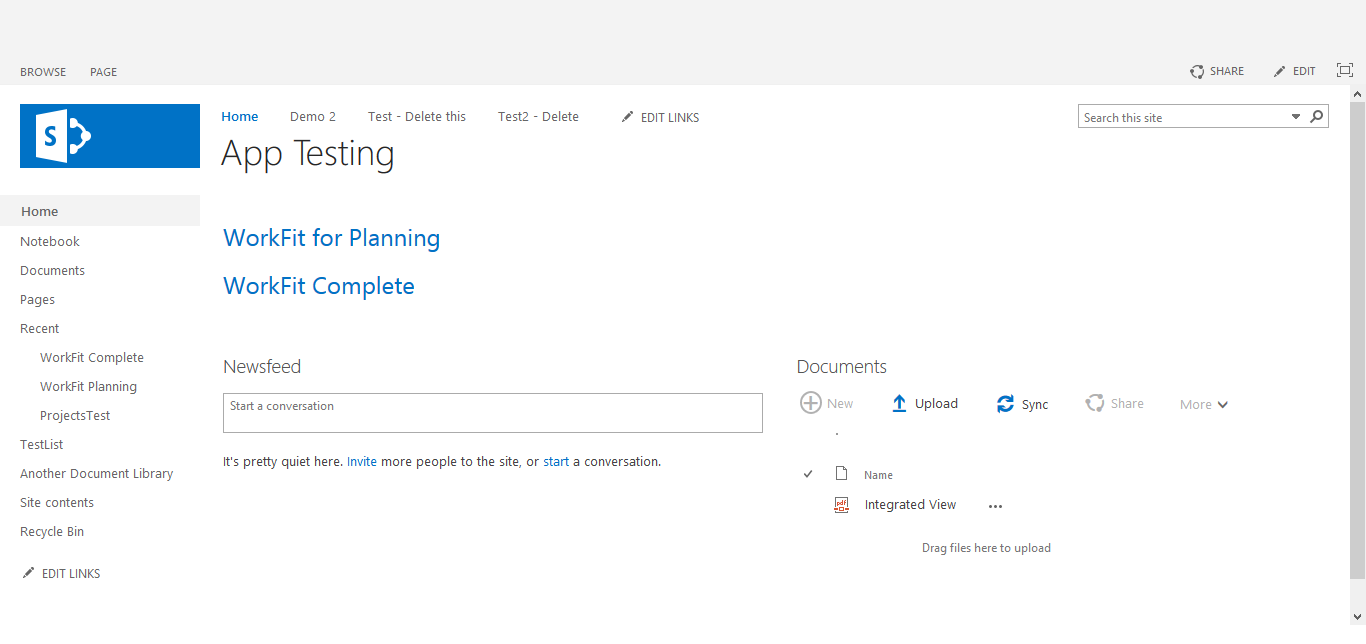 BROWSE PAGE SHARE EDIT
S
Home Demo 2 Test - Delete this Test2 - Delete EDIT LINKS Search this site
App Testing
Home
Notebook
Documents
Pages
Recent
WorkFit Complete
WorkFit Planning
ProjectsTest
TestList
Another Document Library
Site contents
Recycle Bin
EDIT LINKS
WorkFit for Planning
WorkFit Complete
Newsfeed
Start a conversation
It's pretty quiet here. Invite more people to the site, or start a conversation.
Documents
New Upload Sync Share More
Name
pdf Integrated View ...
Drag files here to upload